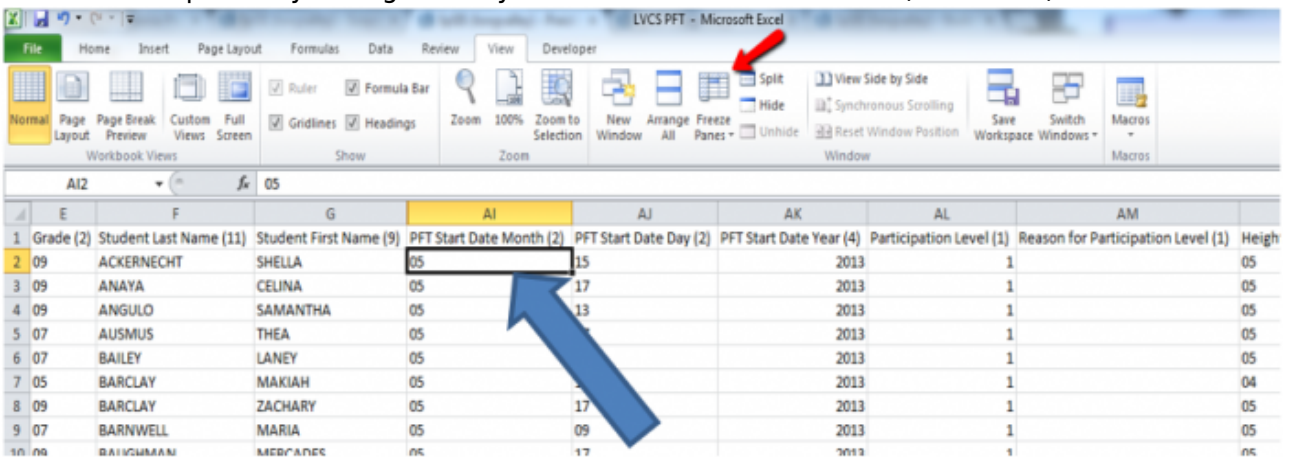 LVCS PFT - Microsoft Excel
File Home Insert Page Layout Formulas Data Review View Developer
Normal Page Layout Page Break Preview Custom Views Full Screen
Workbook Views
Ruler Formula Bar
Gridlines Headings
Show
Zoom 100% Zoom to Selection
Zoom
New Window Arrange All Freeze Panes
Split
Hide
Unhide
View Side by Side
Synchronous Scrolling
Reset Window Position
Save Workspace Switch Windows
Window
Macros
Macros
AI2 fx 05
E F G AI AJ AK AL AM
1 Grade (2) Student Last Name (11) Student First Name (9) PFT Start Date Month (2) PFT Start Date Day (2) PFT Start Date Year (4) Participation Level (1) Reason for Participation Level (1) Heigh
2 09 ACKERNECHT SHELLA 05 15 2013 1 05
3 09 ANAYA CELINA 05 17 2013 1 05
4 09 ANGULO SAMANTHA 05 13 2013 1 05
5 07 AUSMUS THEA 05 2013 1 05
6 07 BAILEY LANEY 05 2013 1 05
7 05 BARCLAY MAKIAH 05 2013 1 04
8 09 BARCLAY ZACHARY 05 17 2013 1 05
9 07 BARNWELL MARIA 05 09 2013 1 05
10 09 BAUGHMAN MERCADES 05 17 2013 1 05